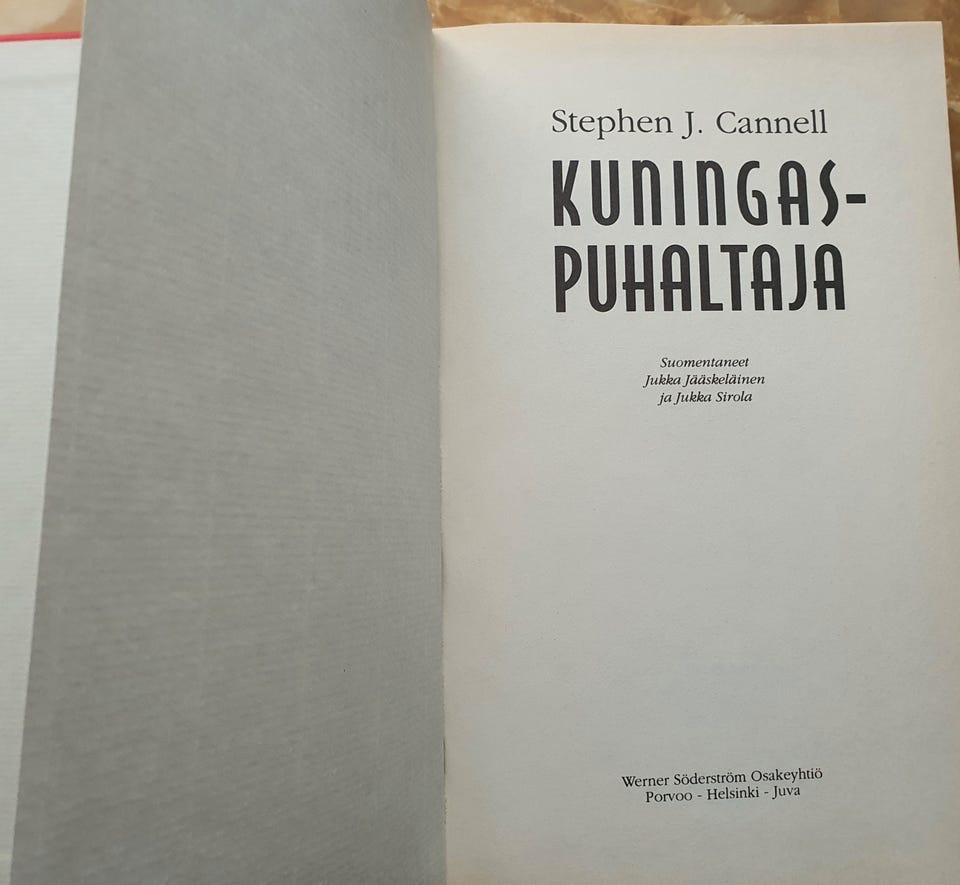 Stephen J. Cannell
KUNINGAS-
PUHALTAJA
Suomentaneet
Jukka Jääskeläinen
ja Jukka Sirola
Werner Söderström Osakeyhtiö
Porvoo - Helsinki - Juva